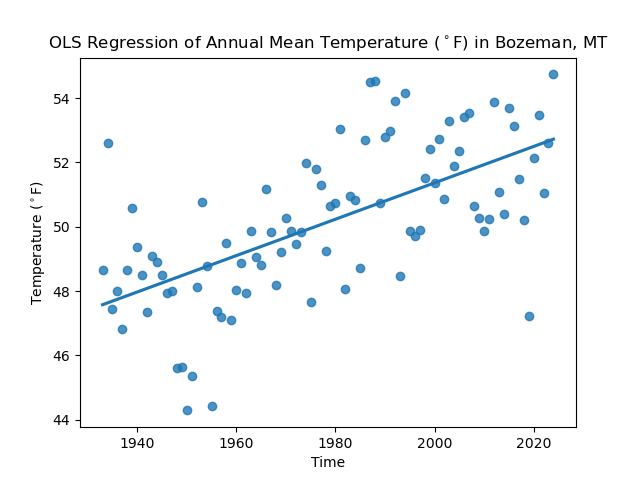 OLS Regression of Annual Mean Temperature (°F) in Bozeman, MT
54
52
50
48
46
44
Temperature (°F)
1940 1960 1980 2000 2020
Time